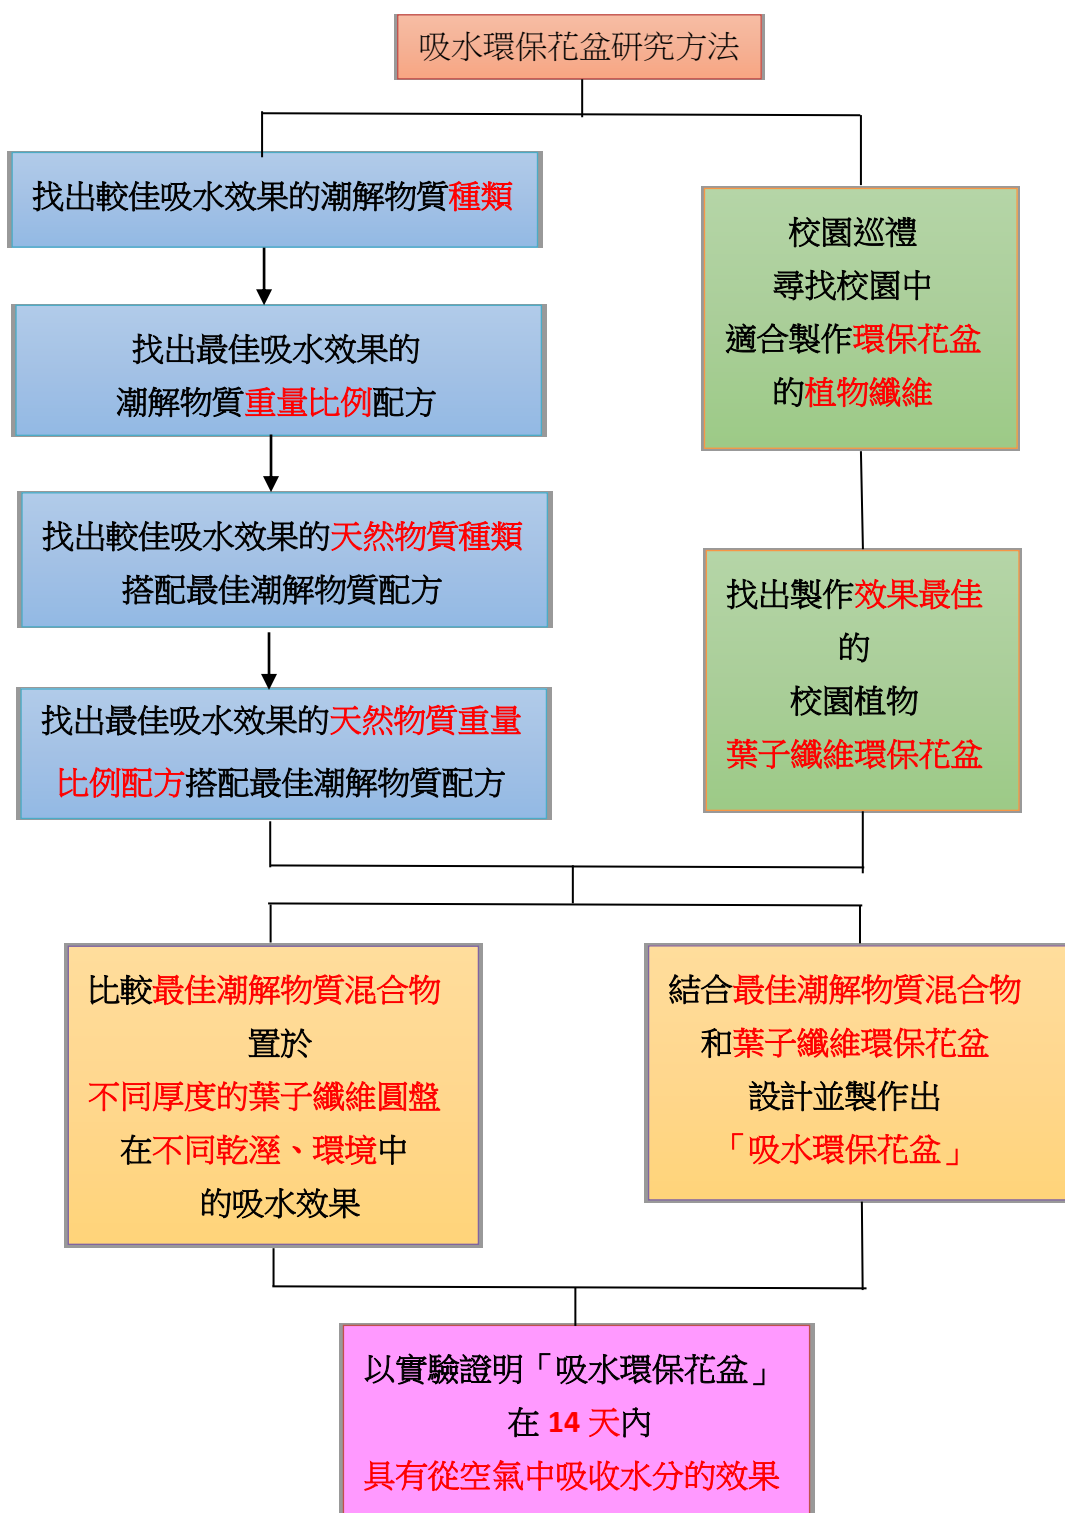 吸水環保花盆研究方法
找出較佳吸水效果的潮解物質種類
找出最佳吸水效果的
潮解物質重量比例配方
找出較佳吸水效果的天然物質種類
搭配最佳潮解物質配方
找出最佳吸水效果的天然物質重量
比例配方搭配最佳潮解物質配方
校園巡禮
尋找校園中
適合製作環保花盆
的植物纖維
找出製作效果最佳
的
校園植物
葉子纖維環保花盆
比較最佳潮解物質混合物
置於
不同厚度的葉子纖維圓盤
在不同乾溼、環境中
的吸水效果
結合最佳潮解物質混合物
和葉子纖維環保花盆
設計並製作出
「吸水環保花盆」
以實驗證明「吸水環保花盆」
在 14 天內
具有從空氣中吸收水分的效果